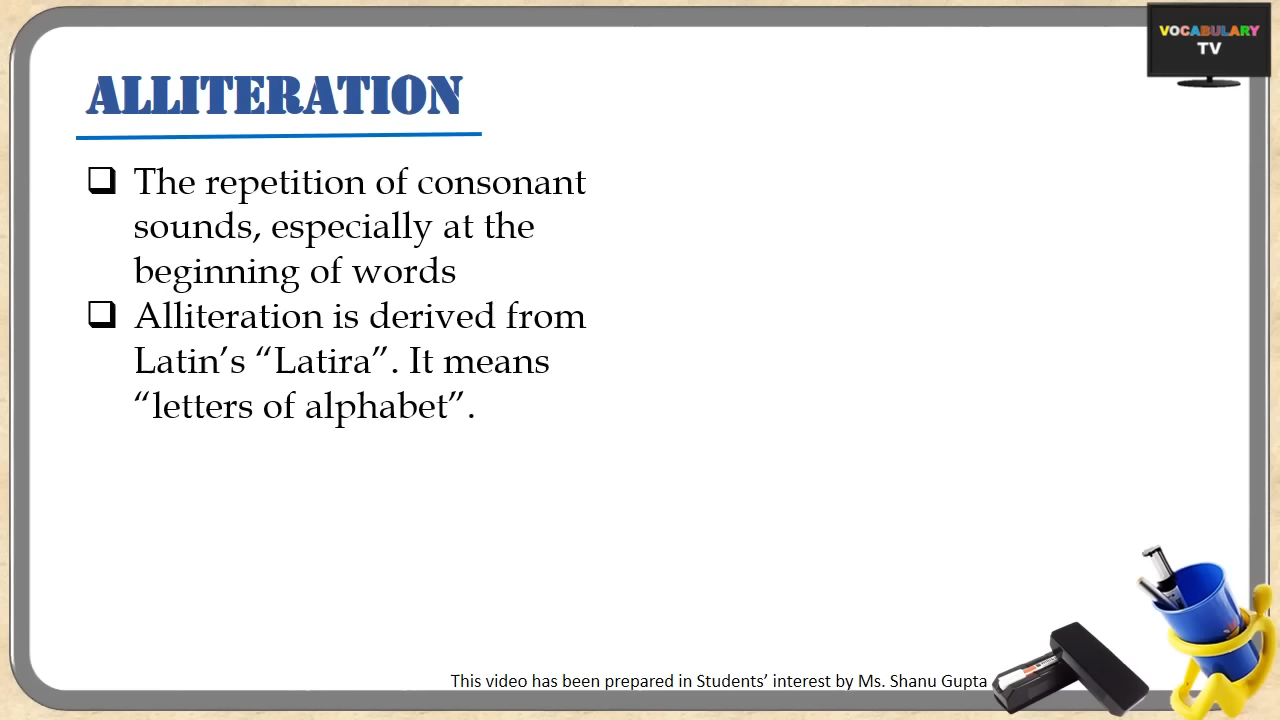 VOCABULARY
TV
ALLITERATION
The repetition of consonant
sounds, especially at the
beginning of words
Alliteration is derived from
Latin’s “Latira”. It means
“letters of alphabet”.
This video has been prepared in Students’ interest by Ms. Shanu Gupta